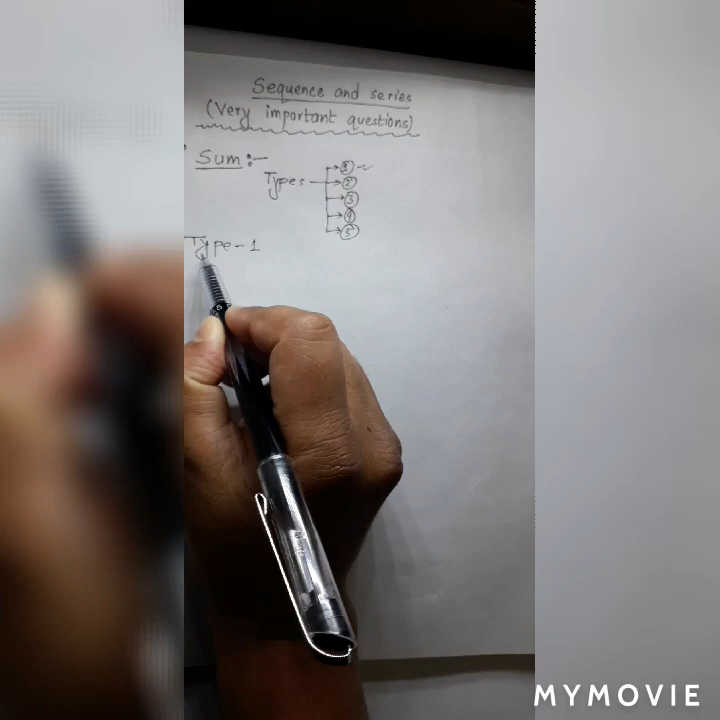 Sequence and series
(Very important questions)
Sum :-
Types → ① ✓
② 
③
④
⑤
Type-1
MYMOVIE